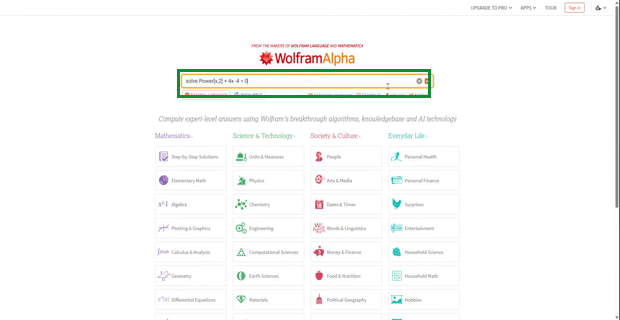 UPGRADE TO PRO APPS TOUR Sign in
FROM THE MAKERS OF WOLFRAM LANGUAGE AND MATHEMATICA
WolframAlpha
solve Power[x,2] + 4x -4 = 0
Compute expert-level answers using Wolfram's breakthrough algorithms, knowledgebase and AI technology
Mathematics › Science & Technology › Society & Culture › Everyday Life ›
Step-by-Step Solutions Units & Measures People Personal Health
Elementary Math Physics Arts & Media Personal Finance
Algebra Chemistry Dates & Times Surprises
Plotting & Graphics Engineering Words & Linguistics Entertainment
Calculus & Analysis Computational Sciences Money & Finance Household Science
Geometry Earth Sciences Food & Nutrition Household Math
Differential Equations Materials Political Geography Hobbies